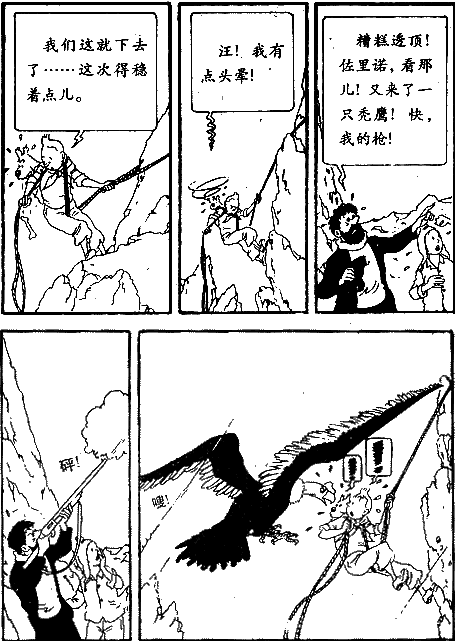 我们这就下去
了……这次得稳
着点儿。
汪！我有
点头晕！
糟糕透顶！
佐里诺，看那
儿！又来了一
只秃鹰！快，
我的枪！
砰！
嗖！
！
！